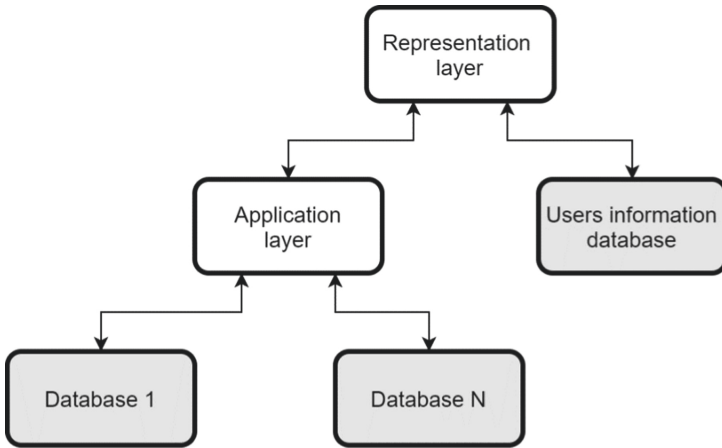 Representation
layer
Application
layer
Users information
database
Database 1
Database N